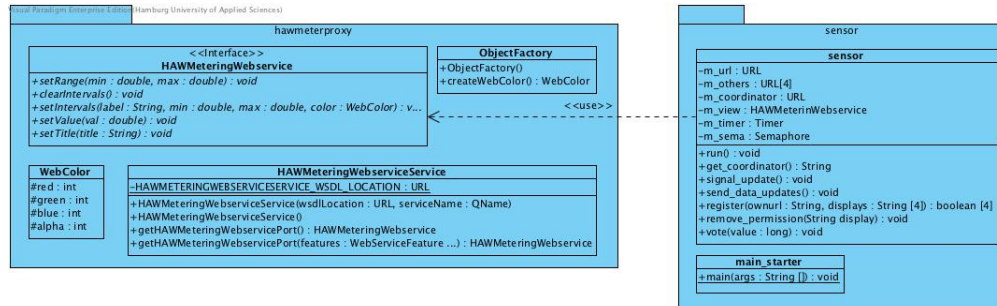 Visual Paradigm Enterprise Edition(Hamburg University of Applied Sciences)
hawmeterproxy
<<Interface>>
HAWMeteringWebservice
+setRange(min : double, max : double) : void
+clearIntervals() : void
+setIntervals(label : String, min : double, max : double, color : WebColor) : v...
+setValue(val : double) : void
+setTitle(title : String) : void
ObjectFactory
+ObjectFactory()
+createWebColor() : WebColor
<<use>>
WebColor
#red : int
#green : int
#blue : int
#alpha : int
HAWMeteringWebserviceService
-HAWMETERINGWEBSERVICESERVICE_WSDL_LOCATION : URL
+HAWMeteringWebserviceService(wsdlLocation : URL, serviceName : QName)
+HAWMeteringWebserviceService()
+getHAWMeteringWebservicePort() : HAWMeteringWebservice
+getHAWMeteringWebservicePort(features : WebServiceFeature ...) : HAWMeteringWebservice
sensor
sensor
-m_url : URL
-m_others : URL[4]
-m_coordinator : URL
-m_view : HAWMeterinWebservice
-m_timer : Timer
-m_sema : Semaphore
+run() : void
+get_coordinator() : String
+signal_update() : void
+send_data_updates() : void
+register(ownurl : String, displays : String [4]) : boolean [4]
+remove_permission(String display) : void
+vote(value : long) : void
main_starter
+main(args : String []) : void